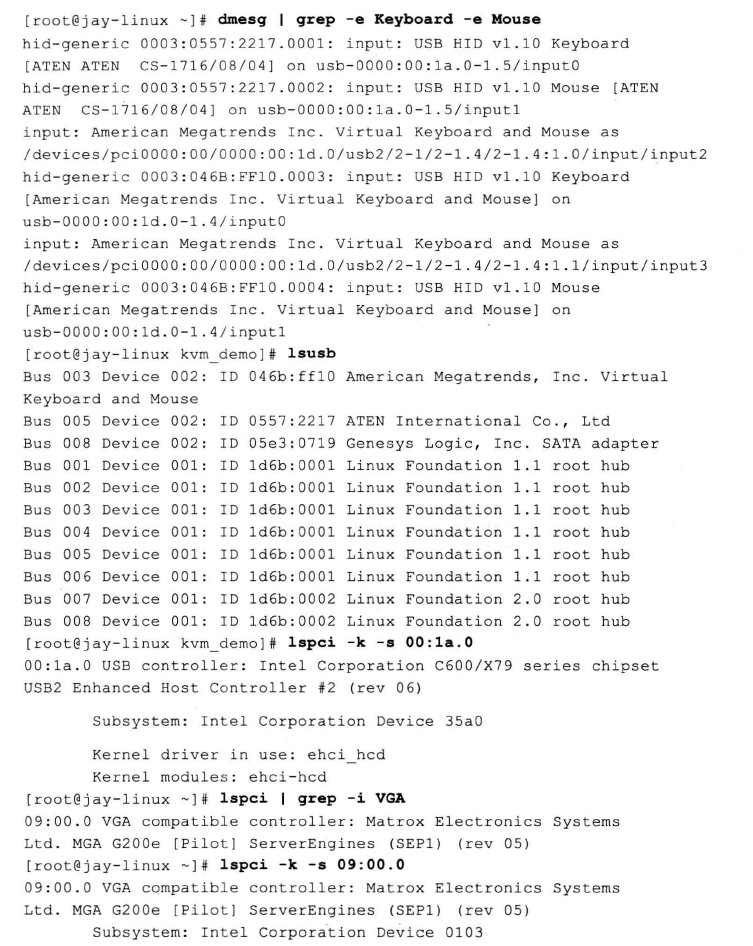 [root@jay-linux ~]# dmesg | grep -e Keyboard -e Mouse
hid-generic 0003:0557:2217.0001: input: USB HID v1.10 Keyboard
[ATEN ATEN  CS-1716/08/04] on usb-0000:00:1a.0-1.5/input0
hid-generic 0003:0557:2217.0002: input: USB HID v1.10 Mouse [ATEN
ATEN  CS-1716/08/04] on usb-0000:00:1a.0-1.5/input1
input: American Megatrends Inc. Virtual Keyboard and Mouse as
/devices/pci0000:00/0000:00:1d.0/usb2/2-1/2-1.4/2-1.4:1.0/input/input2
hid-generic 0003:046B:FF10.0003: input: USB HID v1.10 Keyboard
[American Megatrends Inc. Virtual Keyboard and Mouse] on
usb-0000:00:1d.0-1.4/input0
input: American Megatrends Inc. Virtual Keyboard and Mouse as
/devices/pci0000:00/0000:00:1d.0/usb2/2-1/2-1.4/2-1.4:1.1/input/input3
hid-generic 0003:046B:FF10.0004: input: USB HID v1.10 Mouse
[American Megatrends Inc. Virtual Keyboard and Mouse] on
usb-0000:00:1d.0-1.4/input1
[root@jay-linux kvm_demo]# lsusb
Bus 003 Device 002: ID 046b:ff10 American Megatrends, Inc. Virtual
Keyboard and Mouse
Bus 005 Device 002: ID 0557:2217 ATEN International Co., Ltd
Bus 008 Device 002: ID 05e3:0719 Genesys Logic, Inc. SATA adapter
Bus 001 Device 001: ID 1d6b:0001 Linux Foundation 1.1 root hub
Bus 002 Device 001: ID 1d6b:0001 Linux Foundation 1.1 root hub
Bus 003 Device 001: ID 1d6b:0001 Linux Foundation 1.1 root hub
Bus 004 Device 001: ID 1d6b:0001 Linux Foundation 1.1 root hub
Bus 005 Device 001: ID 1d6b:0001 Linux Foundation 1.1 root hub
Bus 006 Device 001: ID 1d6b:0001 Linux Foundation 1.1 root hub
Bus 007 Device 001: ID 1d6b:0002 Linux Foundation 2.0 root hub
Bus 008 Device 001: ID 1d6b:0002 Linux Foundation 2.0 root hub
[root@jay-linux kvm_demo]# lspci -k -s 00:1a.0
00:1a.0 USB controller: Intel Corporation C600/X79 series chipset
USB2 Enhanced Host Controller #2 (rev 06)
Subsystem: Intel Corporation Device 35a0
Kernel driver in use: ehci_hcd
Kernel modules: ehci-hcd
[root@jay-linux ~]# lspci | grep -i VGA
09:00.0 VGA compatible controller: Matrox Electronics Systems
Ltd. MGA G200e [Pilot] ServerEngines (SEP1) (rev 05)
[root@jay-linux ~]# lspci -k -s 09:00.0
09:00.0 VGA compatible controller: Matrox Electronics Systems
Ltd. MGA G200e [Pilot] ServerEngines (SEP1) (rev 05)
Subsystem: Intel Corporation Device 0103